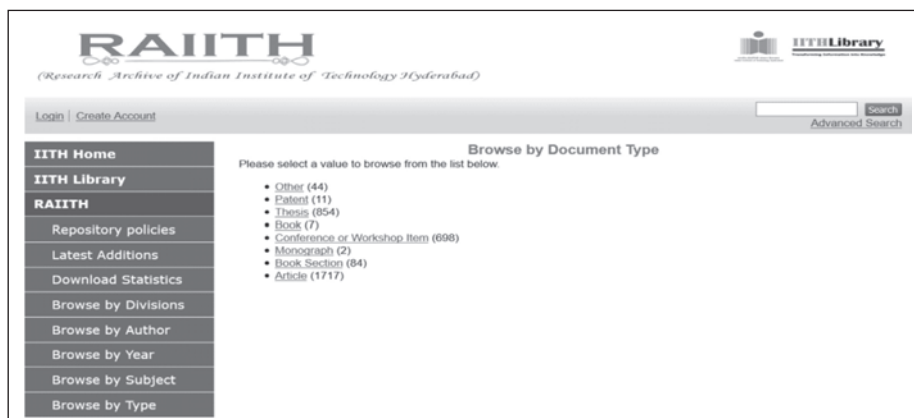 RAIITH
(Research Archive of Indian Institute of Technology Hyderabad)
IITHLibrary
Login | Create Account
Search
Advanced Search
IITH Home
IITH Library
RAIITH
Repository policies
Latest Additions
Download Statistics
Browse by Divisions
Browse by Author
Browse by Year
Browse by Subject
Browse by Type
Browse by Document Type
Please select a value to browse from the list below.
• Other (44)
• Patent (11)
• Thesis (854)
• Book (7)
• Conference or Workshop Item (698)
• Monograph (2)
• Book Section (84)
• Article (1717)